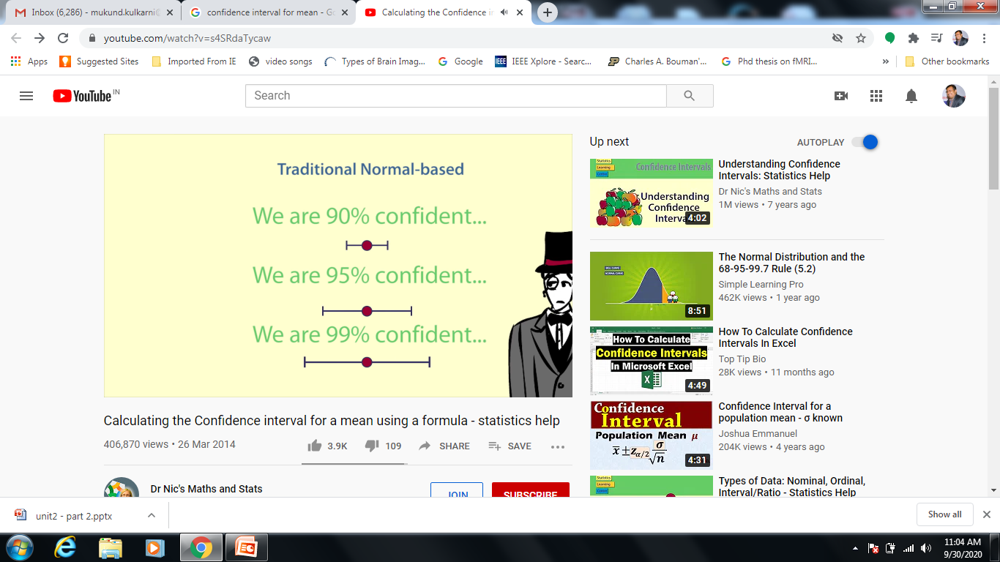 Inbox (6,286) - mukund.kulkarni@
confidence interval for mean - Go
Calculating the Confidence in
youtube.com/watch?v=s4SRdaTycaw
Apps
Suggested Sites
Imported From IE
video songs
Types of Brain Imag...
Google
IEEE
IEEE Xplore - Searc...
Charles A. Bouman'...
Phd thesis on fMRI...
»
Other bookmarks
YouTube IN
Search
Traditional Normal-based
We are 90% confident...
We are 95% confident...
We are 99% confident...
Calculating the Confidence interval for a mean using a formula - statistics help
406,870 views • 26 Mar 2014
3.9K
109
SHARE
SAVE
Dr Nic's Maths and Stats
JOIN
SUBSCRIBE
Up next
AUTOPLAY
Statistics
Learning
Centre
Confidence Intervals
Understanding
Confidence
4:02
Understanding Confidence
Intervals: Statistics Help
Dr Nic's Maths and Stats
1M views • 7 years ago
BELL CURVE
NORMAL CURVE
8:51
The Normal Distribution and the
68-95-99.7 Rule (5.2)
Simple Learning Pro
462K views • 1 year ago
How To Calculate
Confidence Intervals
In Microsoft Excel
X
4:49
How To Calculate Confidence
Intervals In Excel
Top Tip Bio
28K views • 11 months ago
Confidence
Interval for a
Population Mean μ
x̄ ± zα/2 σ/√n
4:31
Confidence Interval for a
population mean - σ known
Joshua Emmanuel
204K views • 4 years ago
Statistics
Learning
Types of Data: Nominal, Ordinal,
Interval/Ratio - Statistics Help
unit2 - part 2.pptx
Show all
11:04 AM
9/30/2020